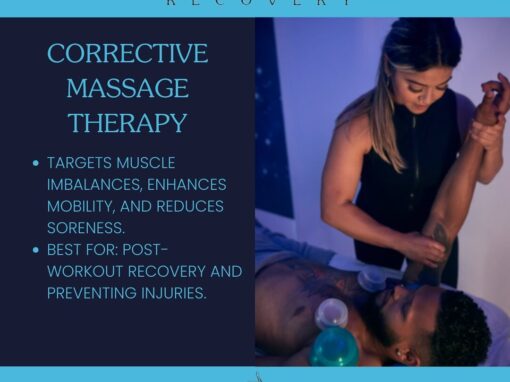 RECOVERY
CORRECTIVE
MASSAGE
THERAPY
• TARGETS MUSCLE
IMBALANCES, ENHANCES
MOBILITY, AND REDUCES
SORENESS.
• BEST FOR: POST-
WORKOUT RECOVERY AND
PREVENTING INJURIES.